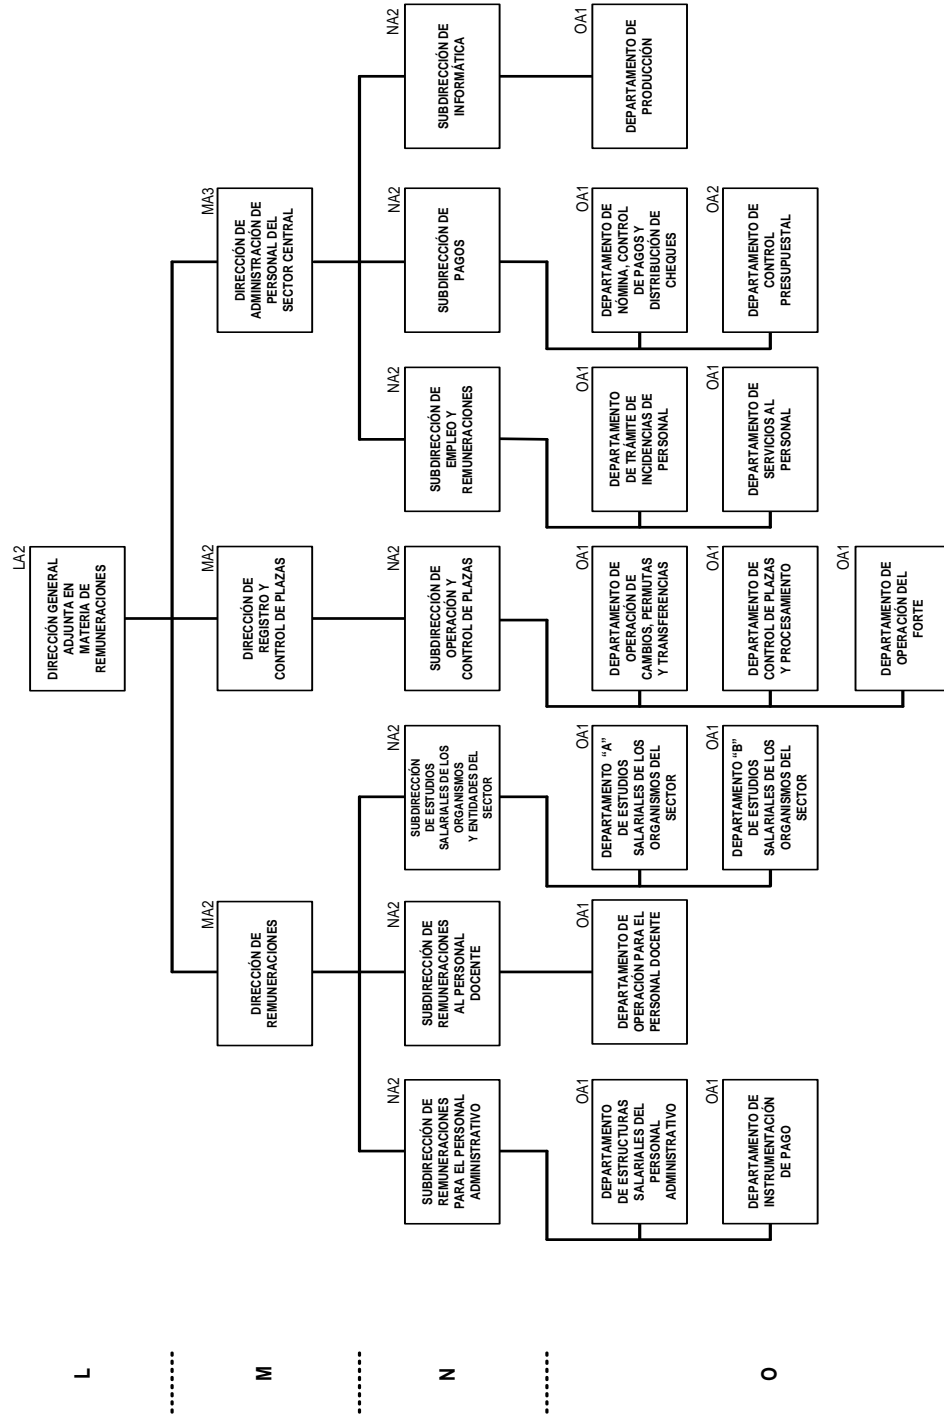 L
M
N
O
LA2
DIRECCIÓN GENERAL
ADJUNTA EN
MATERIA DE
REMUNERACIONES
MA2
DIRECCIÓN DE
REMUNERACIONES
MA2
DIRECCIÓN DE
REGISTRO Y
CONTROL DE PLAZAS
MA3
DIRECCIÓN DE
ADMINISTRACIÓN DE
PERSONAL DEL
SECTOR CENTRAL
NA2
SUBDIRECCIÓN DE
REMUNERACIONES
PARA EL PERSONAL
ADMINISTRATIVO
NA2
SUBDIRECCIÓN DE
REMUNERACIONES
AL PERSONAL
DOCENTE
NA2
SUBDIRECCIÓN
DE ESTUDIOS
SALARIALES DE LOS
ORGANISMOS
Y ENTIDADES DEL
SECTOR
NA2
SUBDIRECCIÓN DE
OPERACIÓN Y
CONTROL DE PLAZAS
NA2
SUBDIRECCIÓN DE
EMPLEO Y
REMUNERACIONES
NA2
SUBDIRECCIÓN DE
PAGOS
NA2
SUBDIRECCIÓN DE
INFORMÁTICA
OA1
DEPARTAMENTO
DE ESTRUCTURAS
SALARIALES DEL
PERSONAL
ADMINISTRATIVO
OA1
DEPARTAMENTO DE
OPERACIÓN PARA EL
PERSONAL DOCENTE
OA1
DEPARTAMENTO “A”
DE ESTUDIOS
SALARIALES DE LOS
ORGANISMOS DEL
SECTOR
OA1
DEPARTAMENTO DE
OPERACIÓN DE
CAMBIOS, PERMUTAS
Y TRANSFERENCIAS
OA1
DEPARTAMENTO
DE TRÁMITE DE
INCIDENCIAS DE
PERSONAL
OA1
DEPARTAMENTO DE
NÓMINA, CONTROL
DE PAGOS Y
DISTRIBUCIÓN DE
CHEQUES
OA1
DEPARTAMENTO DE
PRODUCCIÓN
OA1
DEPARTAMENTO DE
INSTRUMENTACIÓN
DE PAGO
OA1
DEPARTAMENTO “B”
DE ESTUDIOS
SALARIALES DE LOS
ORGANISMOS DEL
SECTOR
OA1
DEPARTAMENTO DE
CONTROL DE PLAZAS
Y PROCESAMIENTO
OA1
DEPARTAMENTO DE
SERVICIOS AL
PERSONAL
OA2
DEPARTAMENTO DE
CONTROL
PRESUPUESTAL
OA1
DEPARTAMENTO DE
OPERACIÓN DEL
FORTE